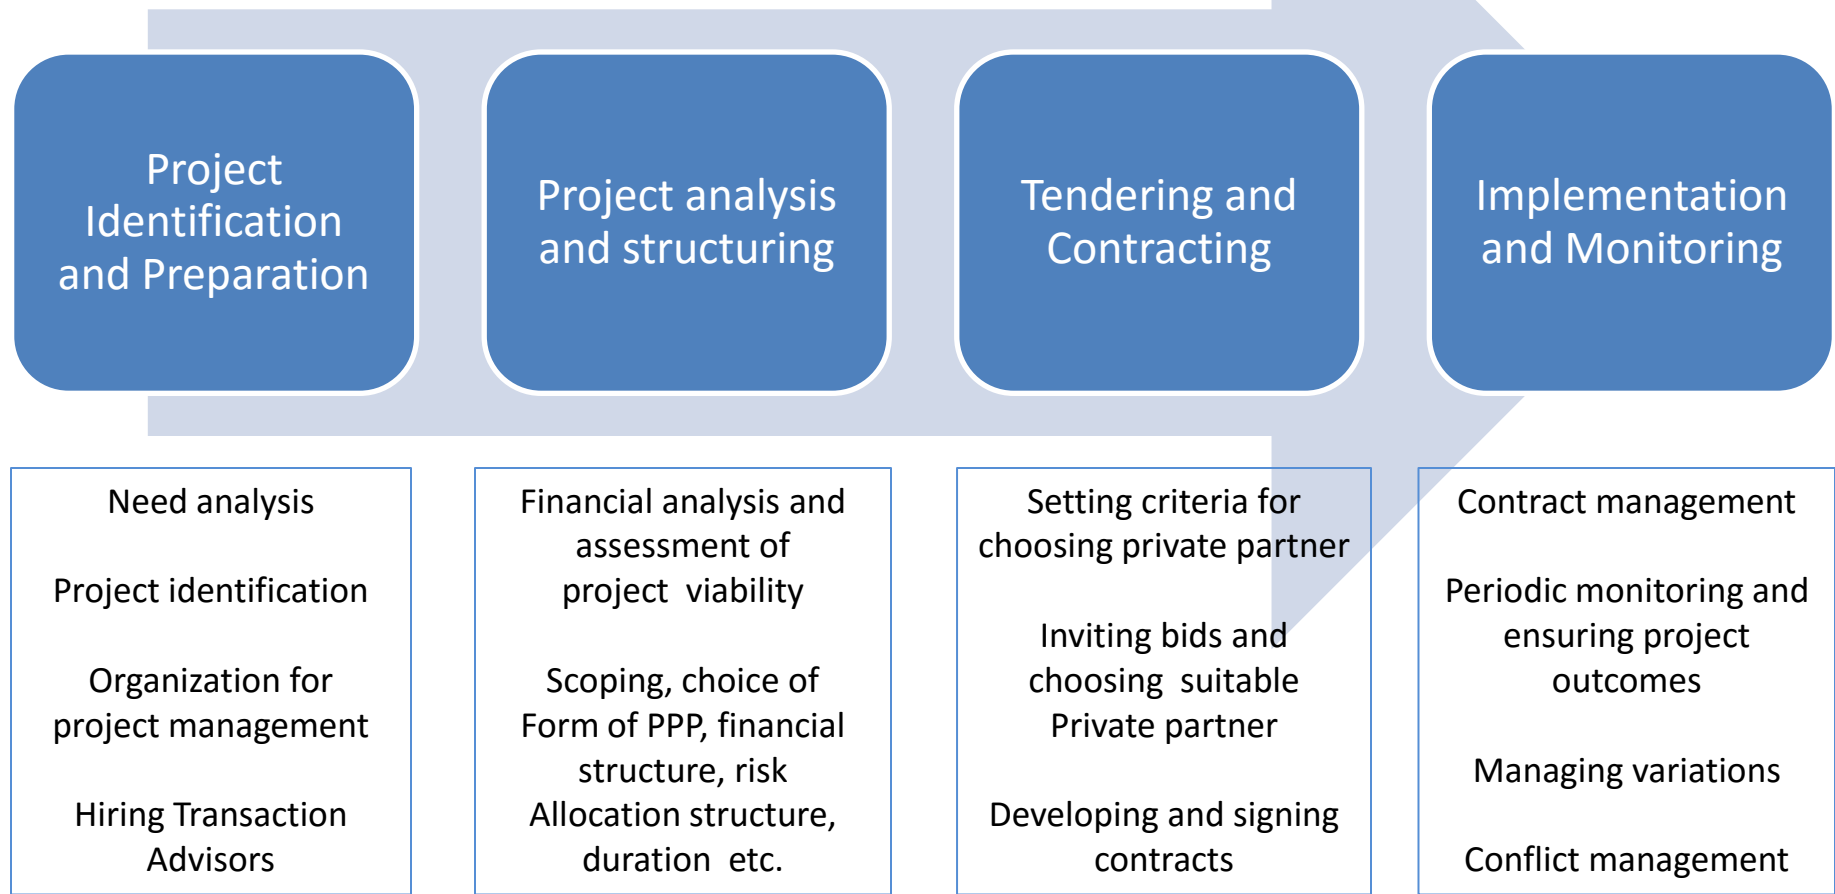 Project
Identification
and Preparation
Project analysis
and structuring
Tendering and
Contracting
Implementation
and Monitoring
Need analysis
Project identification
Organization for
project management
Hiring Transaction
Advisors
Financial analysis and
assessment of
project  viability
Scoping, choice of
Form of PPP, financial
structure, risk
Allocation structure,
duration  etc.
Setting criteria for
choosing private partner
Inviting bids and
choosing  suitable
Private partner
Developing and signing
contracts
Contract management
Periodic monitoring and
ensuring project
outcomes
Managing variations
Conflict management